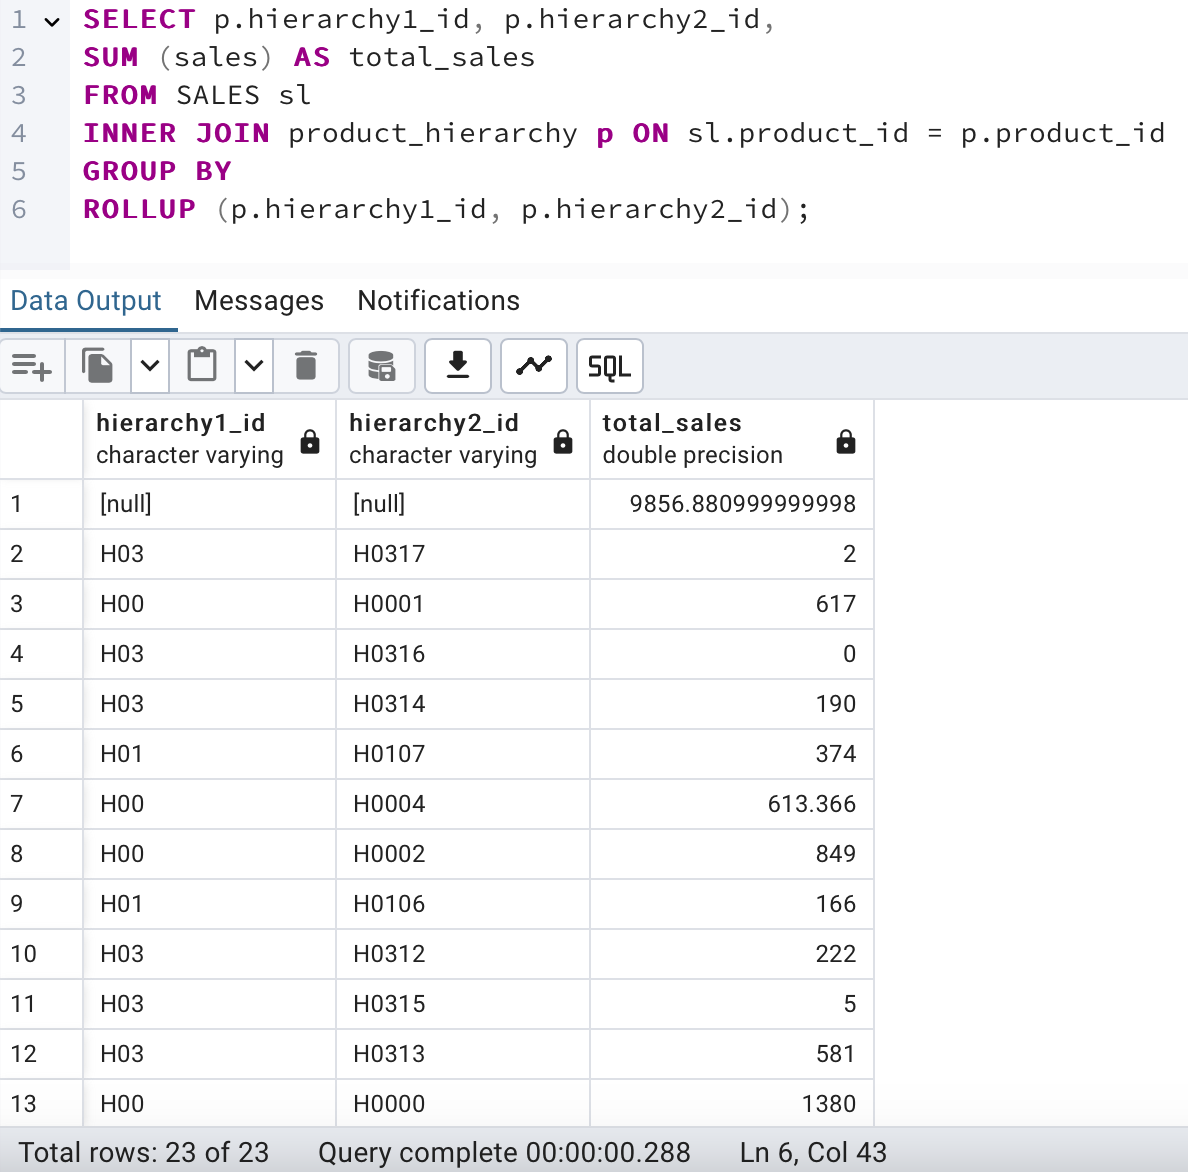 1 SELECT p.hierarchy1_id, p.hierarchy2_id,
2 SUM (sales) AS total_sales
3 FROM SALES sl
4 INNER JOIN product_hierarchy p ON sl.product_id = p.product_id
5 GROUP BY
6 ROLLUP (p.hierarchy1_id, p.hierarchy2_id);
Data Output Messages Notifications
SQL
hierarchy1_id hierarchy2_id total_sales
character varying character varying double precision
1 [null] [null] 9856.880999999998
2 H03 H0317 2
3 H00 H0001 617
4 H03 H0316 0
5 H03 H0314 190
6 H01 H0107 374
7 H00 H0004 613.366
8 H00 H0002 849
9 H01 H0106 166
10 H03 H0312 222
11 H03 H0315 5
12 H03 H0313 581
13 H00 H0000 1380
Total rows: 23 of 23 Query complete 00:00:00.288 Ln 6, Col 43